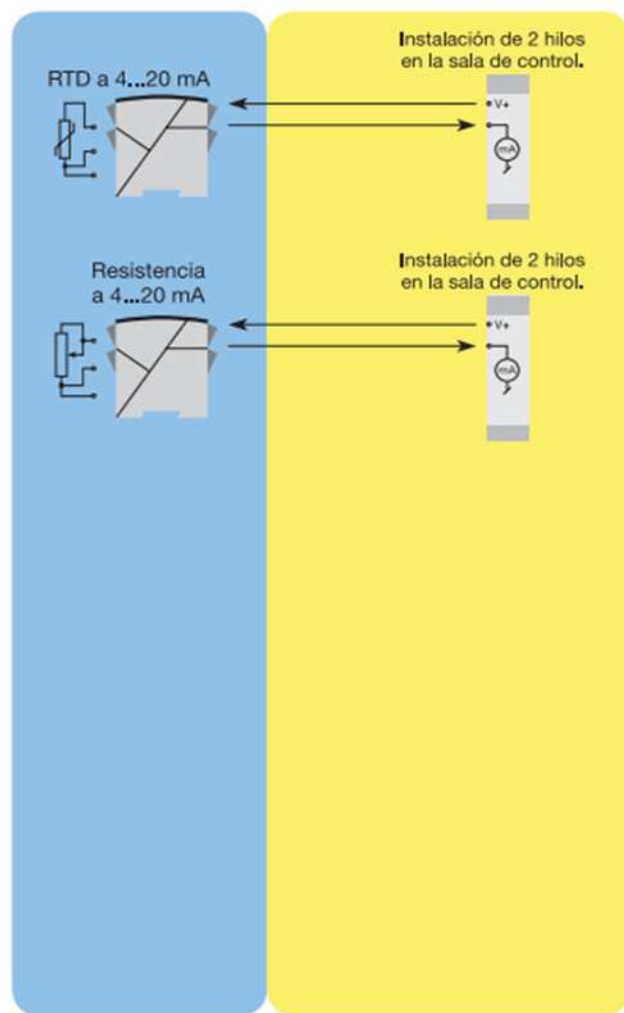 Instalación de 2 hilos
en la sala de control.
RTD a 4...20 mA
V+
mA
Instalación de 2 hilos
en la sala de control.
Resistencia
a 4...20 mA
V+
mA